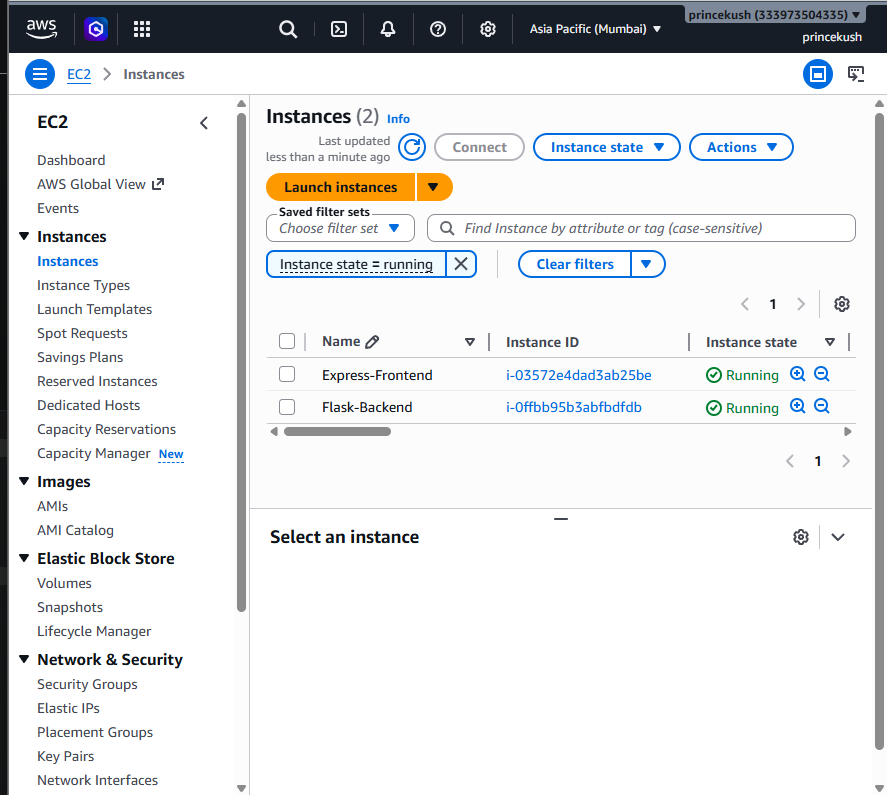 aws
Asia Pacific (Mumbai)
princekush (333973504335)
princekush
EC2
Instances
EC2
Dashboard
AWS Global View
Events
Instances
Instances
Instance Types
Launch Templates
Spot Requests
Savings Plans
Reserved Instances
Dedicated Hosts
Capacity Reservations
Capacity Manager New
Images
AMIs
AMI Catalog
Elastic Block Store
Volumes
Snapshots
Lifecycle Manager
Network & Security
Security Groups
Elastic IPs
Placement Groups
Key Pairs
Network Interfaces
Instances (2) Info
Last updated
less than a minute ago
Connect
Instance state
Actions
Launch instances
Saved filter sets
Choose filter set
Find Instance by attribute or tag (case-sensitive)
Instance state = running
Clear filters
1
Name Instance ID Instance state
Express-Frontend i-03572e4dad3ab25be Running
Flask-Backend i-0ffbb95b3abfbdfdb Running
1
Select an instance